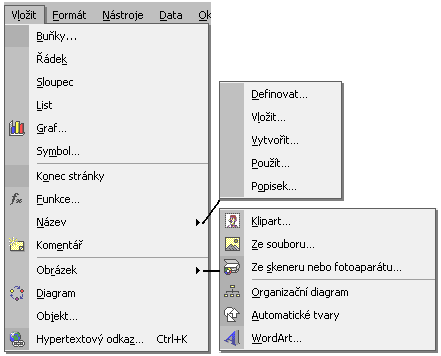 Vložit Formát Nástroje Data
Buňky...
Řádek
Sloupec
List
Graf...
Symbol...
Konec stránky
Funkce...
Název
Komentář
Obrázek
Diagram
Objekt...
Hypertextový odkaz... Ctrl+K
Definovat...
Vložit...
Vytvořit...
Použít...
Popisek...
Klipart...
Ze souboru...
Ze skeneru nebo fotoaparátu...
Organizační diagram
Automatické tvary
WordArt...